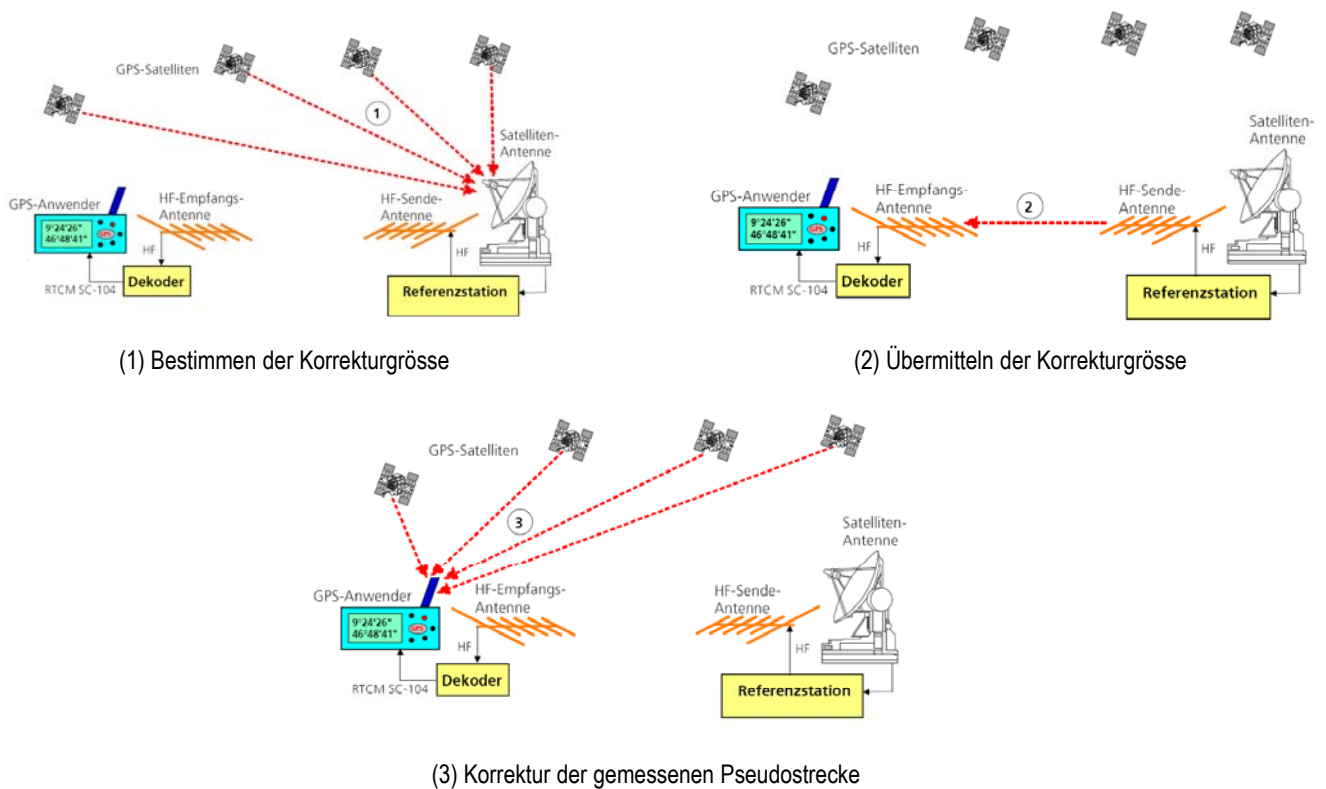 GPS-Satelliten
1
Satelliten-
Antenne
GPS-Anwender
HF-Empfangs-
Antenne
HF-Sende-
Antenne
9°24'26"
46°48'41"
GPS
HF
HF
RTCM SC-104
Dekoder
Referenzstation
(1) Bestimmen der Korrekturgrösse
GPS-Satelliten
Satelliten-
Antenne
GPS-Anwender
HF-Empfangs-
Antenne
2
HF-Sende-
Antenne
9°24'26"
46°48'41"
GPS
HF
HF
RTCM SC-104
Dekoder
Referenzstation
(2) Übermitteln der Korrekturgrösse
GPS-Satelliten
3
Satelliten-
Antenne
GPS-Anwender
HF-Empfangs-
Antenne
HF-Sende-
Antenne
9°24'26"
46°48'41"
GPS
HF
HF
RTCM SC-104
Dekoder
Referenzstation
(3) Korrektur der gemessenen Pseudostrecke